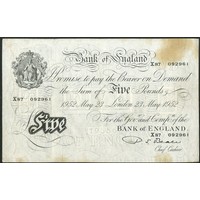 Bank of England
X87 092961
Promise to pay the Bearer on Demand
the Sum of Five Pounds
1952 May 23 London 23 May 1952
X87 092961
For the Gov.r and Comp.a of the
BANK of ENGLAND
Five
Chief Cashier